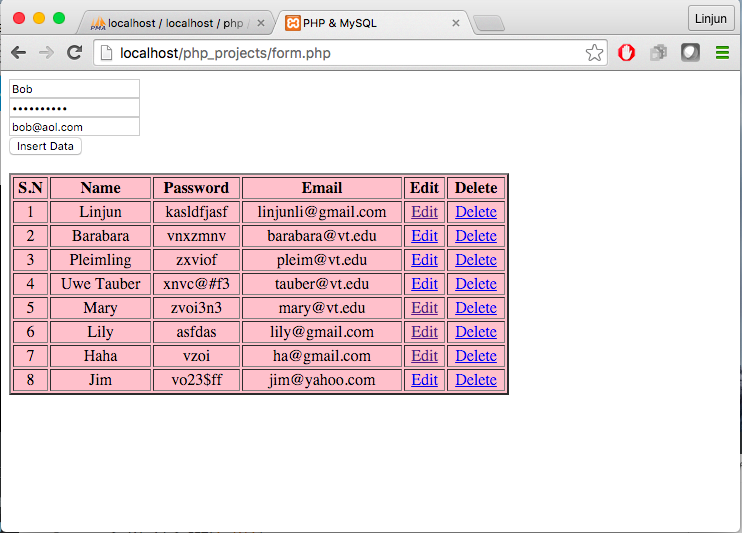 localhost / localhost / php
PHP & MySQL
Linjun
localhost/php_projects/form.php
Bob
••••••••••
bob@aol.com
Insert Data
S.N Name Password Email Edit Delete
1 Linjun kasldfjasf linjunli@gmail.com Edit Delete
2 Barabara vnxzmnv barabara@vt.edu Edit Delete
3 Pleimling zxviof pleim@vt.edu Edit Delete
4 Uwe Tauber xnvc@#f3 tauber@vt.edu Edit Delete
5 Mary zvoi3n3 mary@vt.edu Edit Delete
6 Lily asfdas lily@gmail.com Edit Delete
7 Haha vzoi ha@gmail.com Edit Delete
8 Jim vo23$ff jim@yahoo.com Edit Delete